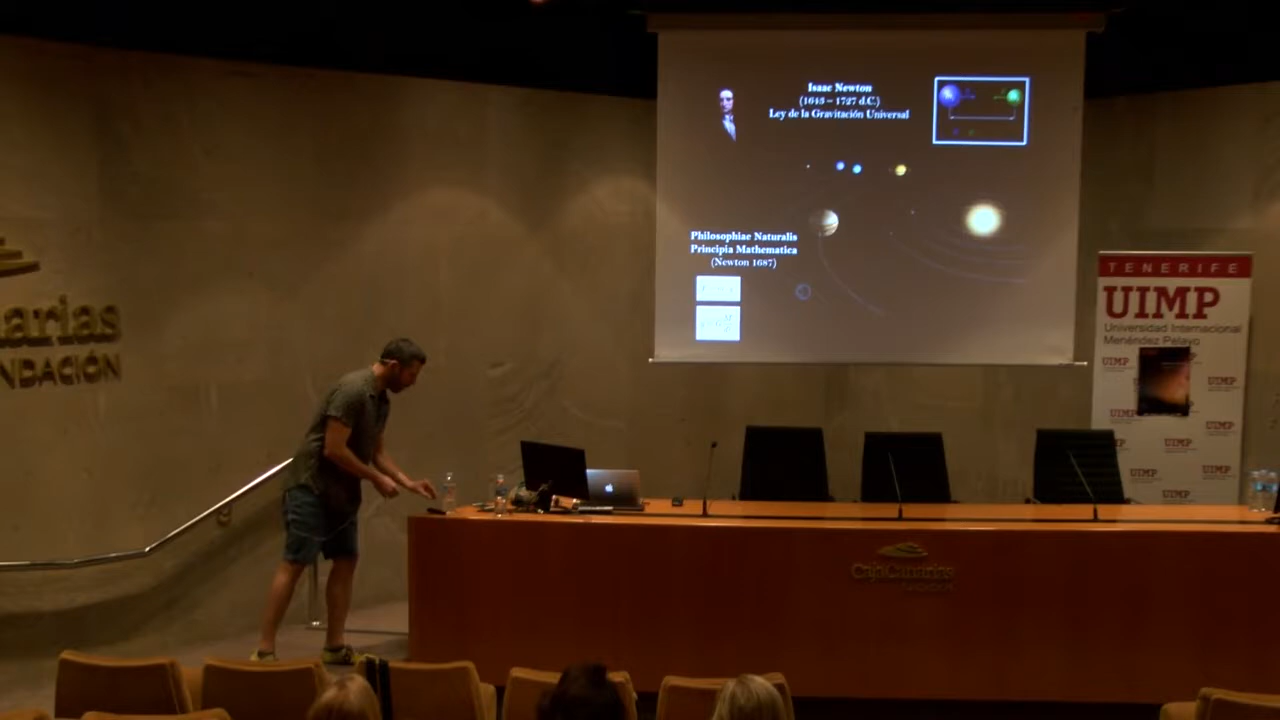 Isaac Newton
(1643 – 1727 d.C.)
Ley de la Gravitación Universal
Philosophiae Naturalis
Principia Mathematica
(Newton 1687)
TENERIFE
UIMP
Universidad Internacional
Menéndez Pelayo
UIMP
UIMP
UIMP
UIMP
UIMP
UIMP
UIMP
UIMP
arias
NDACIÓN
CajaCanarias
FUNDACIÓN